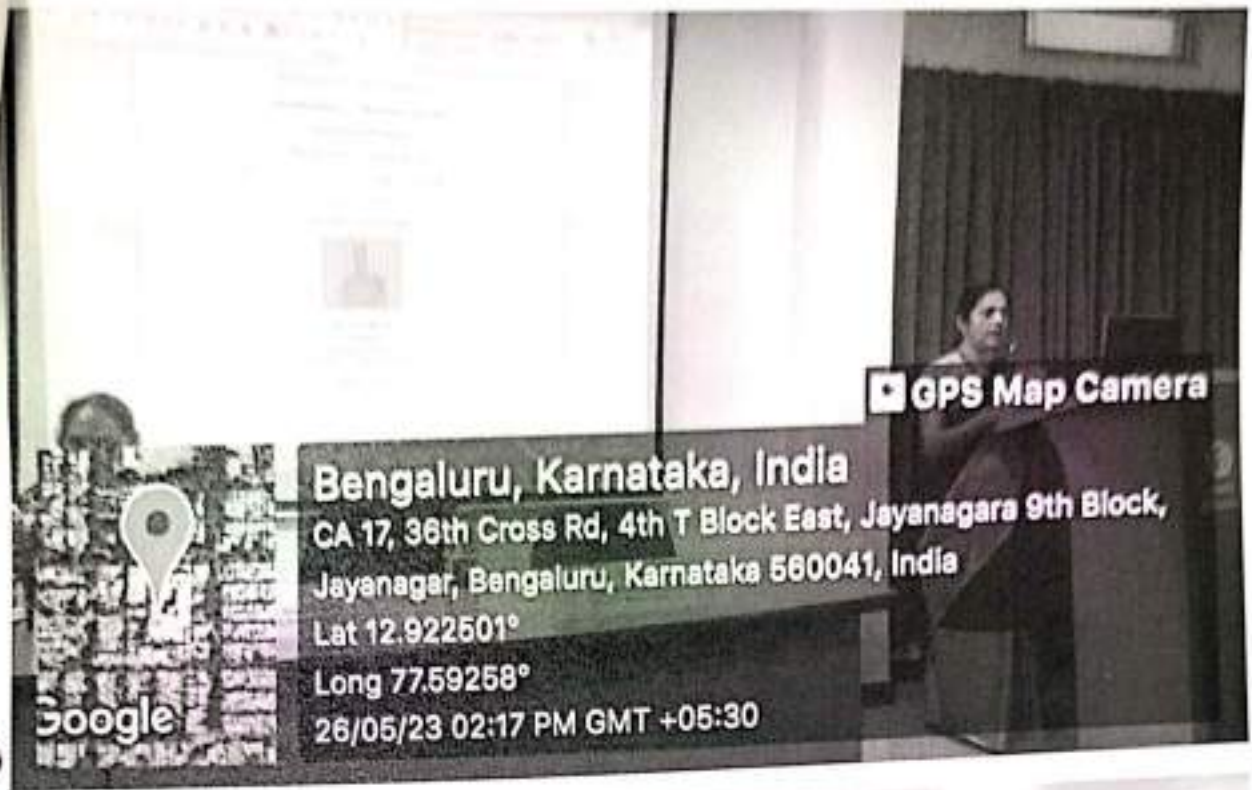 GPS Map Camera
Bengaluru, Karnataka, India
CA 17, 36th Cross Rd, 4th T Block East, Jayanagara 9th Block,
Jayanagar, Bengaluru, Karnataka 560041, India
Lat 12.922501°
Long 77.59258°
26/05/23 02:17 PM GMT +05:30
Google